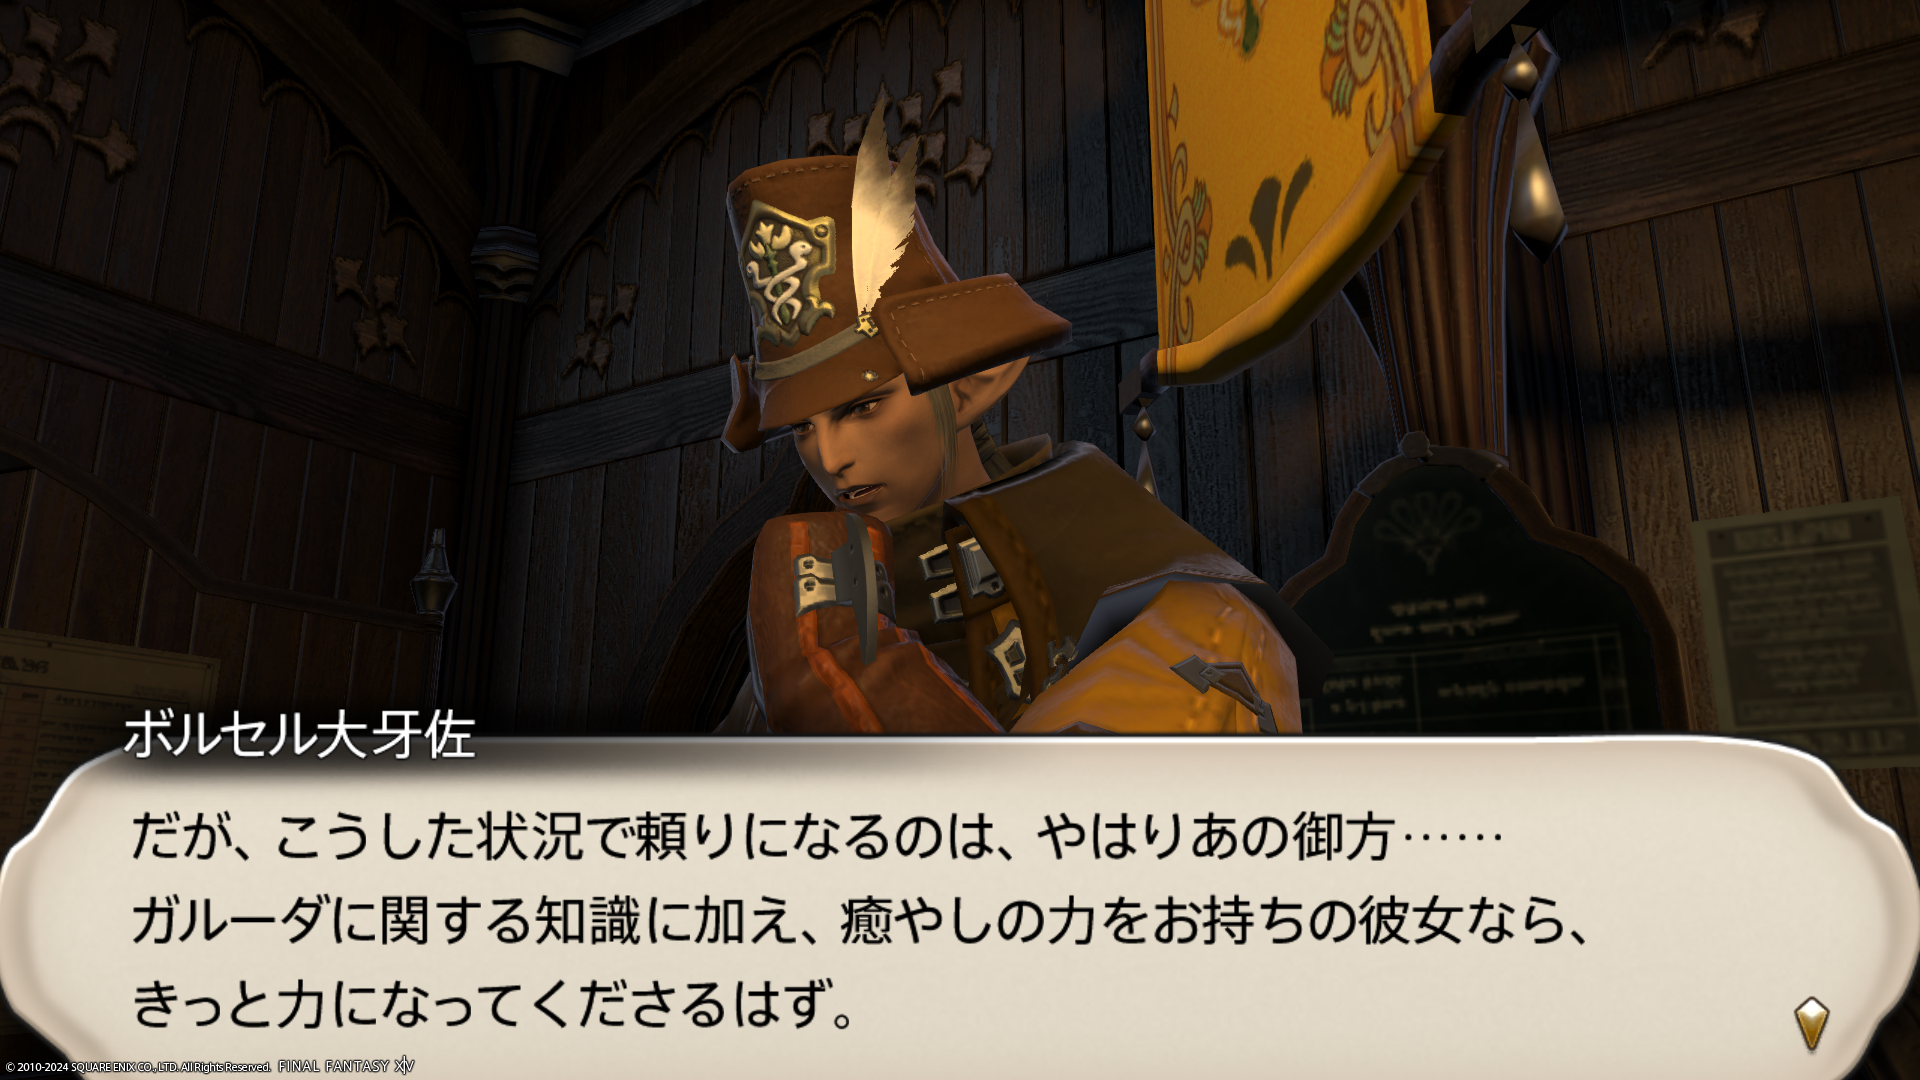 ボルセル大牙佐
だが、こうした状況で頼りになるのは、やはりあの御方……
ガルーダに関する知識に加え、癒やしの力をお持ちの彼女なら、
きっと力になってくださるはず。
© 2010-2024 SQUARE ENIX CO., LTD. All Rights Reserved. FINAL FANTASY XIV